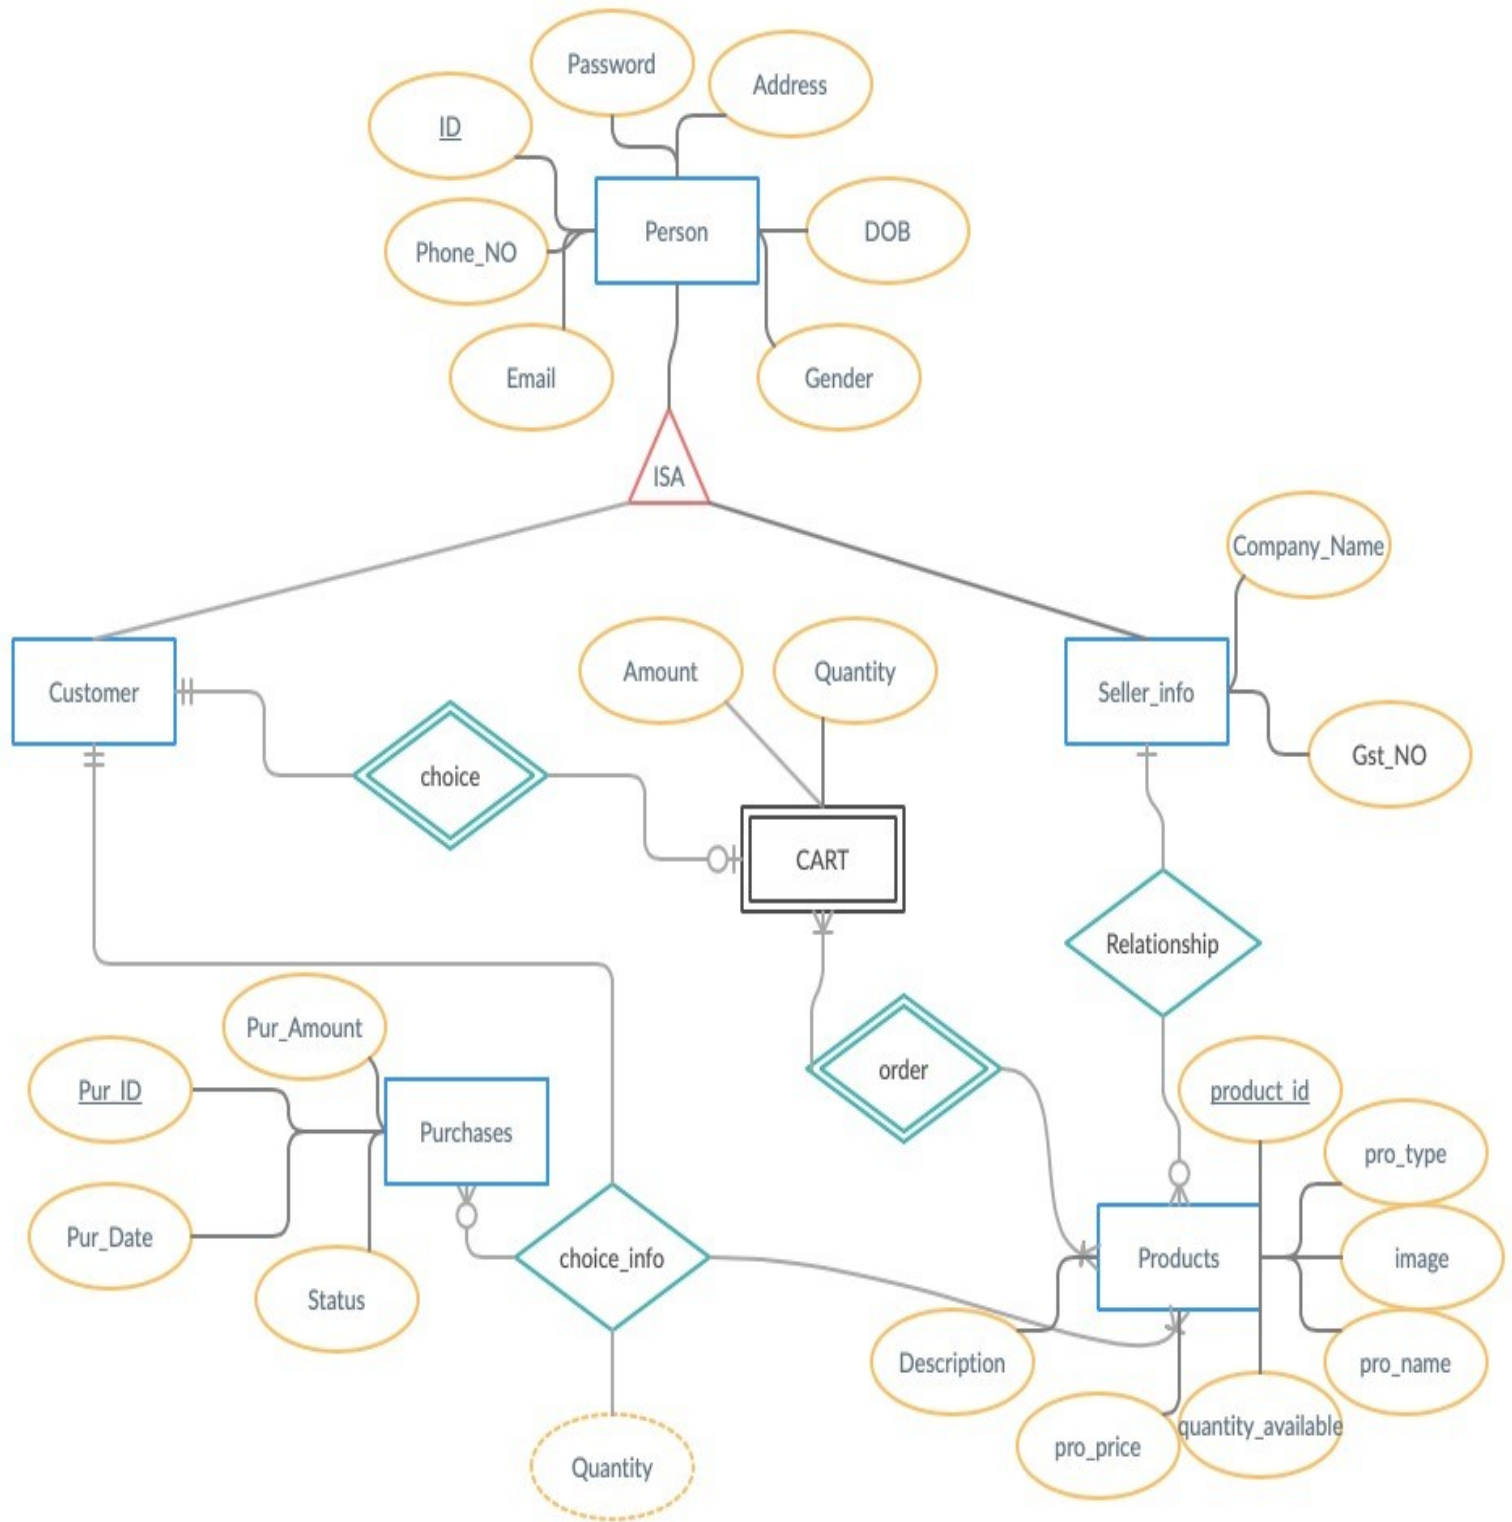 Password
Address
ID
Person
DOB
Phone_NO
Email
Gender
ISA
Company_Name
Customer
Amount
Quantity
Seller_info
Gst_NO
choice
CART
Relationship
Pur_Amount
order
Pur_ID
product_id
Purchases
pro_type
Pur_Date
choice_info
Products
image
Status
Description
pro_name
quantity_available
pro_price
Quantity